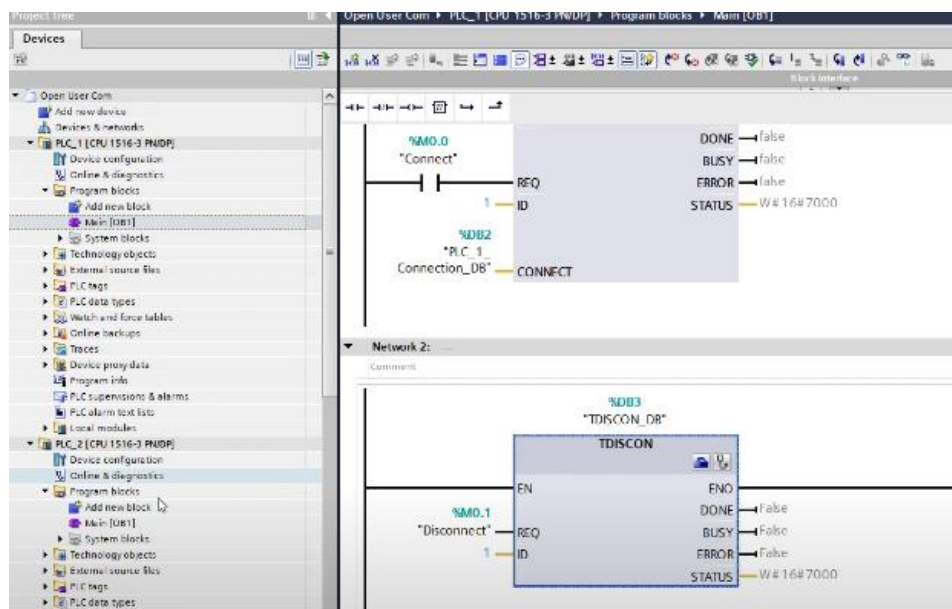 Project tree
Open User Com ▸ PLC_1 [CPU 1516-3 PN/DP] ▸ Program blocks ▸ Main [OB1]
Devices
Block interface
Open User Com
Add new device
Devices & networks
PLC_1 [CPU 1516-3 PN/DP]
Device configuration
Online & diagnostics
Program blocks
Add new block
Main [OB1]
System blocks
Technology objects
External source files
PLC tags
PLC data types
Watch and force tables
Online backups
Traces
Device proxy data
Program info
PLC supervisions & alarms
PLC alarm text lists
Local modules
PLC_2 [CPU 1516-3 PN/DP]
Device configuration
Online & diagnostics
Program blocks
Add new block
Main [OB1]
System blocks
Technology objects
External source files
PLC tags
PLC data types
%M0.0
"Connect"
REQ
1
ID
%DB2
"PLC_1_
Connection_DB"
CONNECT
DONE
false
BUSY
false
ERROR
false
STATUS
W#16#7000
Network 2:
Comment
%DB3
"TDISCON_DB"
TDISCON
EN
ENO
%M0.1
"Disconnect"
REQ
1
ID
DONE
False
BUSY
False
ERROR
False
STATUS
W#16#7000